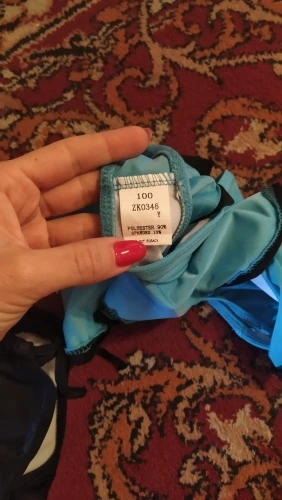 100
ZK0346
Y
POLYESTER 90%
SPANDEX 10%